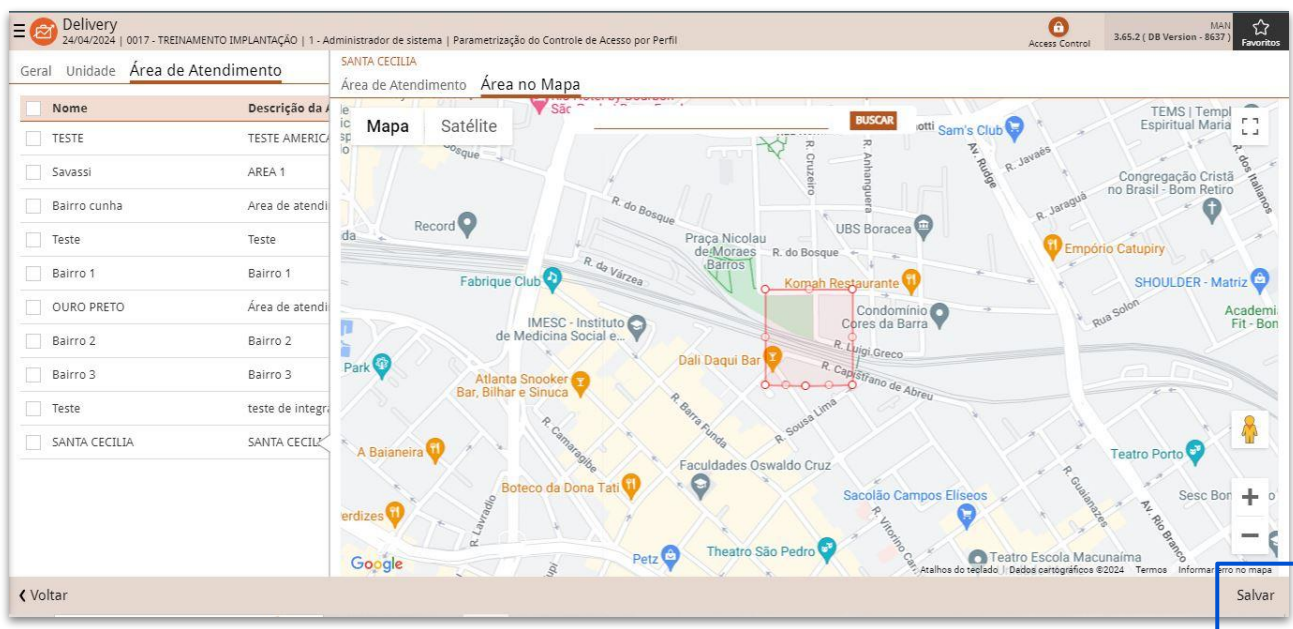 Delivery
24/04/2024 | 0017 - TREINAMENTO IMPLANTAÇÃO | 1 - Administrador de sistema | Parametrização do Controle de Acesso por Perfil
Access Control
MAN
3.65.2 ( DB Version - 8637 )
Favoritos
Geral Unidade Área de Atendimento
SANTA CECILIA
Área de Atendimento Área no Mapa
Nome Descrição da
TESTE TESTE AMERICA
Savassi AREA 1
Bairro cunha Area de atendi
Teste Teste
Bairro 1 Bairro 1
OURO PRETO Área de atendi
Bairro 2 Bairro 2
Bairro 3 Bairro 3
Teste teste de integra
SANTA CECILIA SANTA CECIL
Mapa Satélite
BUSCAR
Sam's Club
TEMS | Templ
Espiritual Maria
Av. Rudge
R. Javaés
R. dos Italianos
R. Cruzeiro
R. Anhanguera
Congregação Cristã
no Brasil - Bom Retiro
R. Jaraguá
R. do Bosque
Record
UBS Boracea
Praça Nicolau
de Moraes
Barros
R. do Bosque
Empório Catupiry
R. da Várzea
Fabrique Club
Komah Restaurante
SHOULDER - Matriz
Condomínio
Cores da Barra
Rua Solon
Academi
Fit - Bon
IMESC - Instituto
de Medicina Social e...
R. Luigi Greco
Dali Daqui Bar
R. Capistrano de Abreu
Park
Atlanta Snooker
Bar, Bilhar e Sinuca
R. Barra Funda
R. Sousa Lima
R. Camaragibe
A Baianeira
Teatro Porto
Faculdades Oswaldo Cruz
R. Guaianazes
Boteco da Dona Tati
Sacolão Campos Elíseos
Sesc Bor
erdizes
R. Lavradio
R. Vitorino Car
Av. Rio Branco
Petz
Theatro São Pedro
Teatro Escola Macunaíma
Google
Atalhos do teclado Dados cartográficos ©2024 Termos Informar erro no mapa
Voltar
Salvar